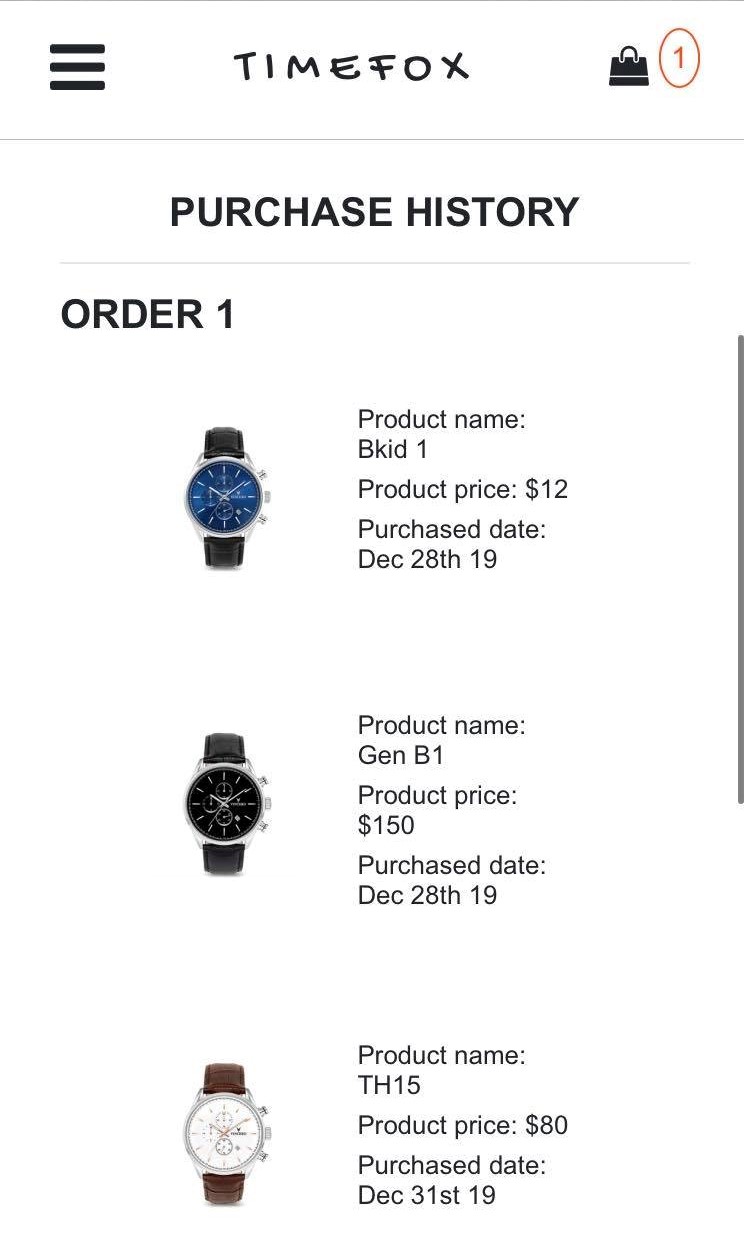 TIMEFOX
1
PURCHASE HISTORY
ORDER 1
Product name:
Bkid 1
Product price: $12
Purchased date:
Dec 28th 19
Product name:
Gen B1
Product price:
$150
Purchased date:
Dec 28th 19
Product name:
TH15
Product price: $80
Purchased date:
Dec 31st 19